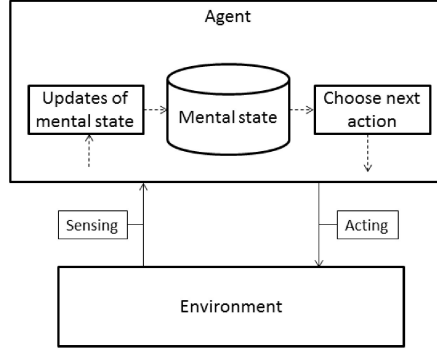 Agent
Updates of
mental state
Mental state
Choose next
action
Sensing
Acting
Environment